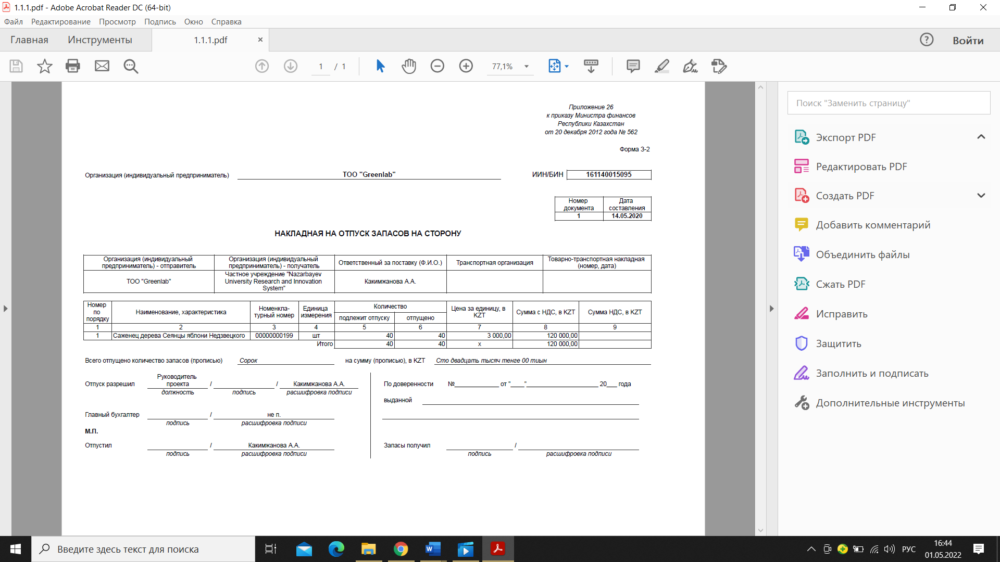 1.1.1.pdf - Adobe Acrobat Reader DC (64-bit)
Файл Редактирование Просмотр Подпись Окно Справка
Главная Инструменты 1.1.1.pdf Войти
1 / 1 77,1%
Приложение 26
к приказу Министра финансов
Республики Казахстан
от 20 декабря 2012 года № 562
Форма З-2
Организация (индивидуальный предприниматель) ТОО "Greenlab" ИИН/БИН 161140015095
Номер документа Дата составления
1 14.05.2020
НАКЛАДНАЯ НА ОТПУСК ЗАПАСОВ НА СТОРОНУ
Организация (индивидуальный предприниматель) - отправитель Организация (индивидуальный предприниматель) - получатель Ответственный за поставку (Ф.И.О.) Транспортная организация Товарно-транспортная накладная (номер, дата)
ТОО "Greenlab" Частное учреждение "Nazarbayev University Research and Innovation System" Какимжанова А.А.
Номер по порядку Наименование, характеристика Номенкла-турный номер Единица измерения Количество Цена за единицу, в KZT Сумма с НДС, в KZT Сумма НДС, в KZT
подлежит отпуску отпущено
1 2 3 4 5 6 7 8 9
1 Саженец дерева Сеянцы яблони Недзвецкого 00000000199 шт 40 40 3 000,00 120 000,00
Итого 40 40 x 120 000,00
Всего отпущено количество запасов (прописью) Сорок на сумму (прописью), в KZT Сто двадцать тысяч тенге 00 тиын
Отпуск разрешил Руководитель проекта / / Какимжанова А.А.
должность подпись расшифровка подписи
По доверенности №_____________ от "____"_____________________ 20___ года
выданной
Главный бухгалтер / не п.
подпись расшифровка подписи
М.П.
Отпустил / Какимжанова А.А.
подпись расшифровка подписи
Запасы получил /
подпись расшифровка подписи
Поиск "Заменить страницу"
Экспорт PDF
Редактировать PDF
Создать PDF
Добавить комментарий
Объединить файлы
Сжать PDF
Исправить
Защитить
Заполнить и подписать
Дополнительные инструменты
Введите здесь текст для поиска
РУС
16:44
01.05.2022